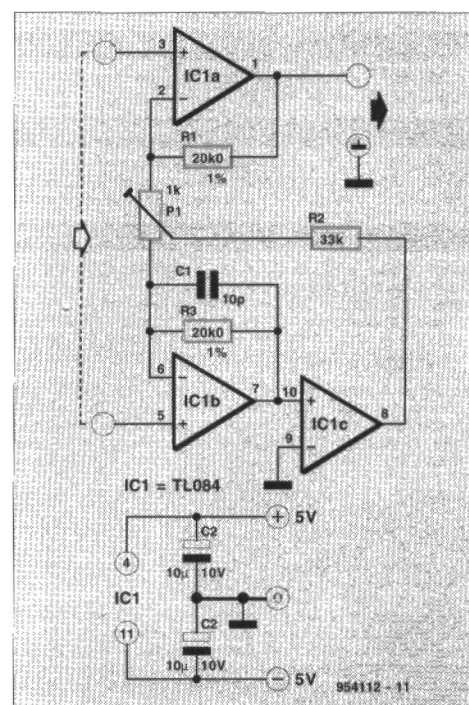 3
+
1
IC1a
2
−
R1
20k0
1%
1k
P1
R2
33k
C1
10p
R3
20k0
1%
6
−
7
10
+
8
IC1b
IC1c
5
+
9
−
IC1 = TL084
+ 5V
C2
4
10µ 10V
IC1
0
11
C2
10µ 10V
− 5V
954112 - 11